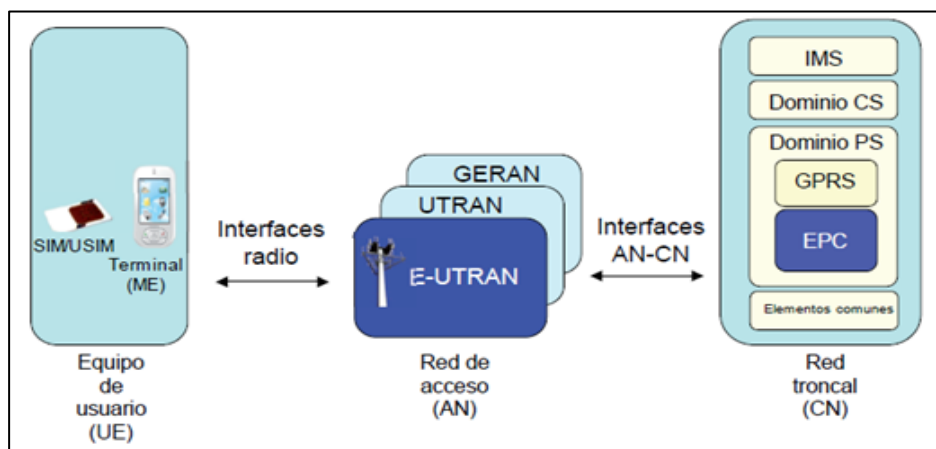 SIM/USIM
Terminal
(ME)
Equipo
de
usuario
(UE)
Interfaces
radio
GERAN
UTRAN
E-UTRAN
Red de
acceso
(AN)
Interfaces
AN-CN
IMS
Dominio CS
Dominio PS
GPRS
EPC
Elementos comunes
Red
troncal
(CN)